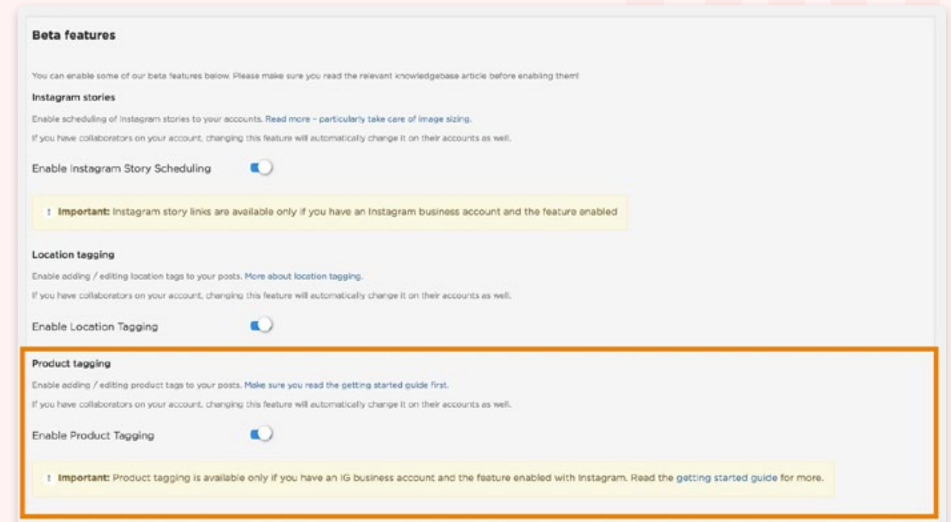 Beta features
You can enable some of our beta features below. Please make sure you read the relevant knowledgebase article before enabling them!
Instagram stories
Enable scheduling of Instagram stories to your accounts. Read more - particularly take care of image sizing.
If you have collaborators on your account, changing this feature will automatically change it on their accounts as well.
Enable Instagram Story Scheduling
! Important: Instagram story links are available only if you have an Instagram business account and the feature enabled
Location tagging
Enable adding / editing location tags to your posts. More about location tagging.
If you have collaborators on your account, changing this feature will automatically change it on their accounts as well.
Enable Location Tagging
Product tagging
Enable adding / editing product tags to your posts. Make sure you read the getting started guide first.
If you have collaborators on your account, changing this feature will automatically change it on their accounts as well.
Enable Product Tagging
! Important: Product tagging is available only if you have an IG business account and the feature enabled with Instagram. Read the getting started guide for more.